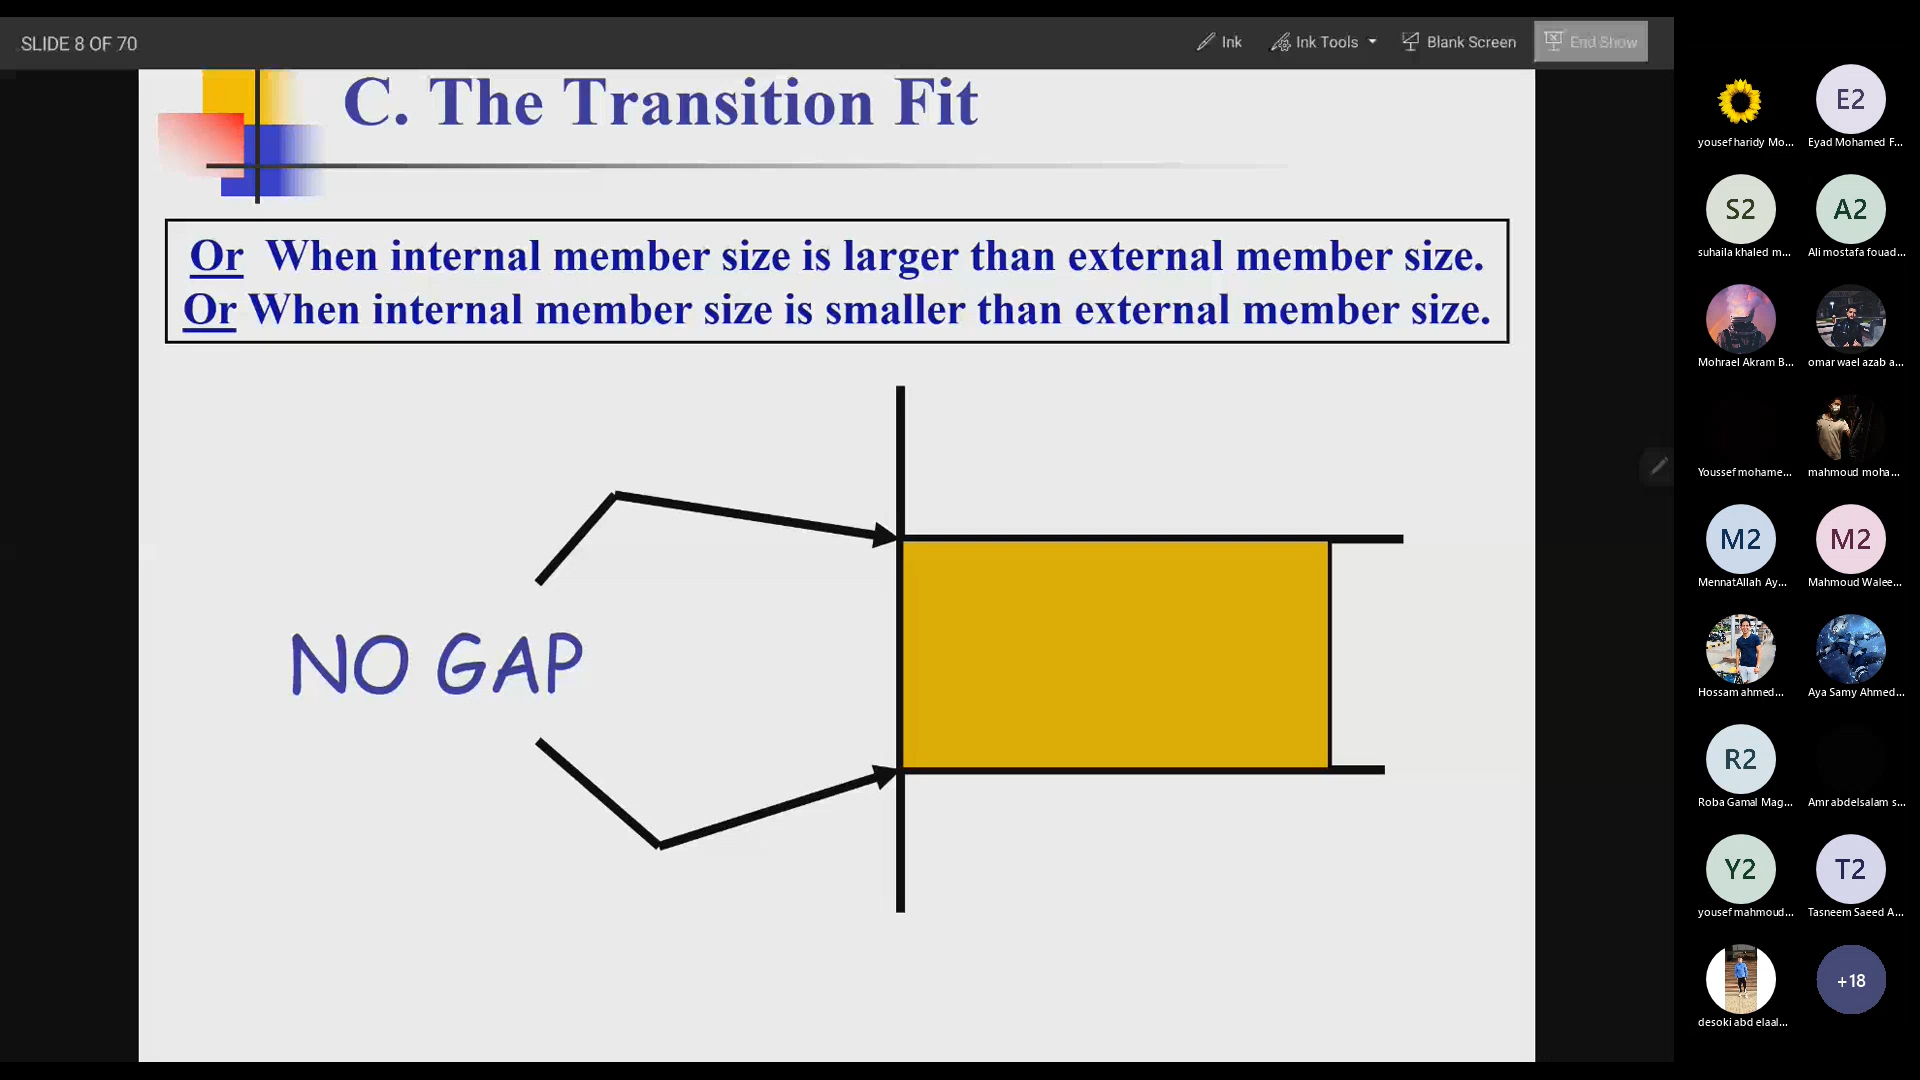 SLIDE 8 OF 70
Ink
Ink Tools
Blank Screen
End Show
C. The Transition Fit
Or When internal member size is larger than external member size.
Or When internal member size is smaller than external member size.
NO GAP
yousef haridy Mo...
E2
Eyad Mohamed F...
S2
suhaila khaled m...
A2
Ali mostafa fouad...
Mohrael Akram B...
omar wael azab a...
Youssef mohame...
mahmoud moha...
M2
MennatAllah Ay...
M2
Mahmoud Walee...
Hossam ahmed...
Aya Samy Ahmed...
R2
Roba Gamal Mag...
Amr abdelsalam s...
Y2
yousef mahmoud...
T2
Tasneem Saeed A...
desoki abd elaal...
+18